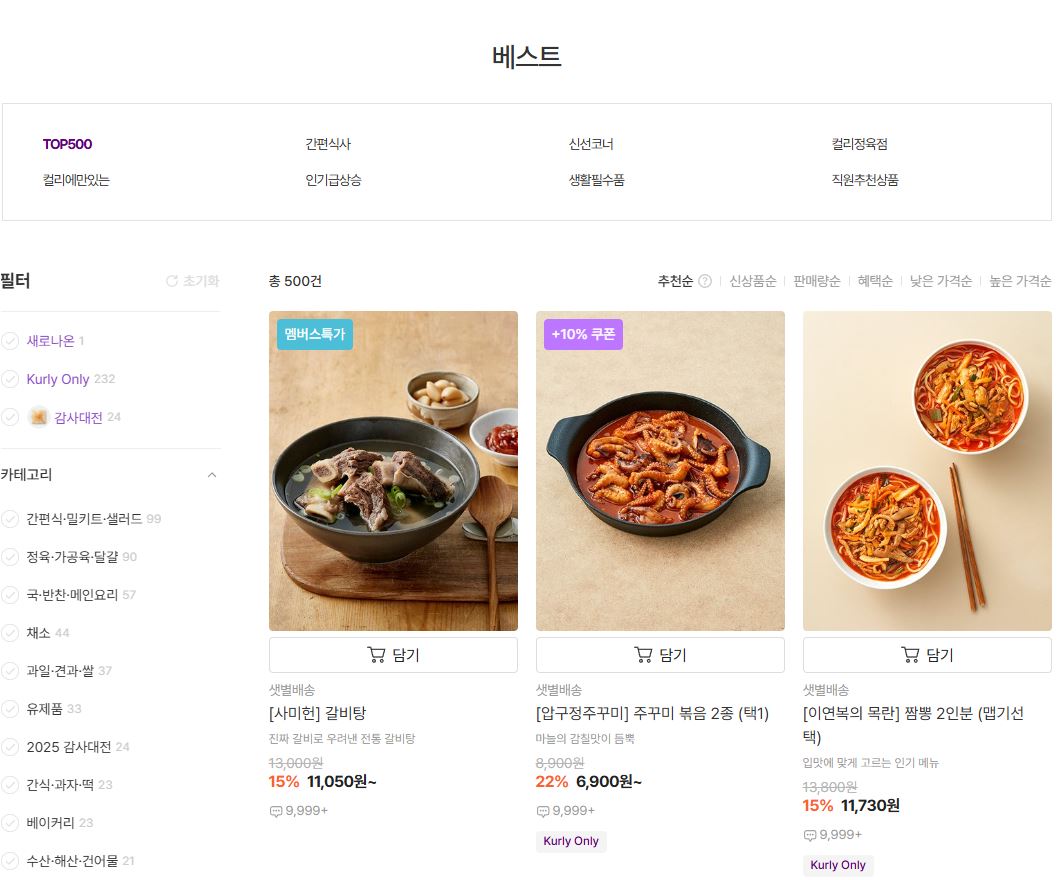 베스트
TOP500 간편식사 신선코너 컬리정육점
컬리에만있는 인기급상승 생활필수품 직원추천상품
필터 초기화
총 500건 추천순 ? 신상품순 판매량순 혜택순 낮은 가격순 높은 가격순
새로나온 1
Kurly Only 232
감사대전 24
카테고리
간편식·밀키트·샐러드 99
정육·가공육·달걀 90
국·반찬·메인요리 57
채소 44
과일·견과·쌀 37
유제품 33
2025 감사대전 24
간식·과자·떡 23
베이커리 23
수산·해산·건어물 21
멤버스특가
담기
샛별배송
[사미헌] 갈비탕
진짜 갈비로 우려낸 전통 갈비탕
13,000원
15% 11,050원~
9,999+
+10% 쿠폰
담기
샛별배송
[압구정주꾸미] 주꾸미 볶음 2종 (택1)
마늘의 감칠맛이 듬뿍
8,900원
22% 6,900원~
9,999+
Kurly Only
담기
샛별배송
[이연복의 목란] 짬뽕 2인분 (맵기선
택)
입맛에 맞게 고르는 인기 메뉴
13,800원
15% 11,730원
9,999+
Kurly Only